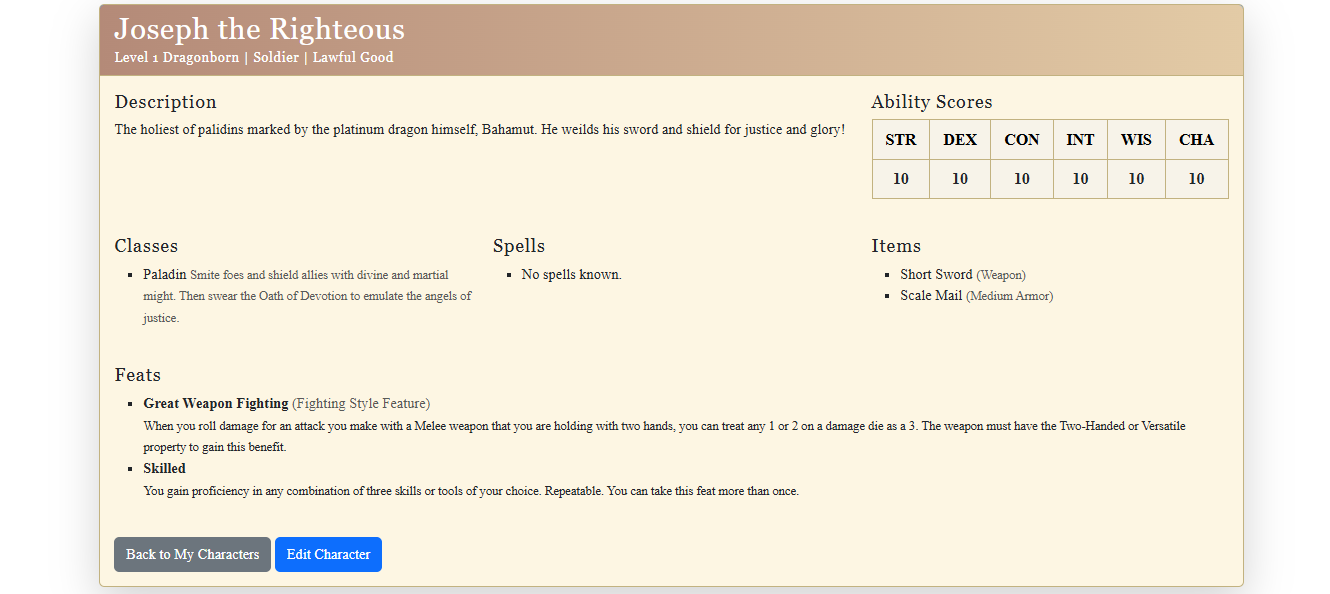 Joseph the Righteous
Level 1 Dragonborn | Soldier | Lawful Good
Description
The holiest of palidins marked by the platinum dragon himself, Bahamut. He weilds his sword and shield for justice and glory!
Ability Scores
STR DEX CON INT WIS CHA
10 10 10 10 10 10
Classes
Paladin Smite foes and shield allies with divine and martial
might. Then swear the Oath of Devotion to emulate the angels of
justice.
Spells
No spells known.
Items
Short Sword (Weapon)
Scale Mail (Medium Armor)
Feats
Great Weapon Fighting (Fighting Style Feature)
When you roll damage for an attack you make with a Melee weapon that you are holding with two hands, you can treat any 1 or 2 on a damage die as a 3. The weapon must have the Two-Handed or Versatile
property to gain this benefit.
Skilled
You gain proficiency in any combination of three skills or tools of your choice. Repeatable. You can take this feat more than once.
Back to My Characters
Edit Character